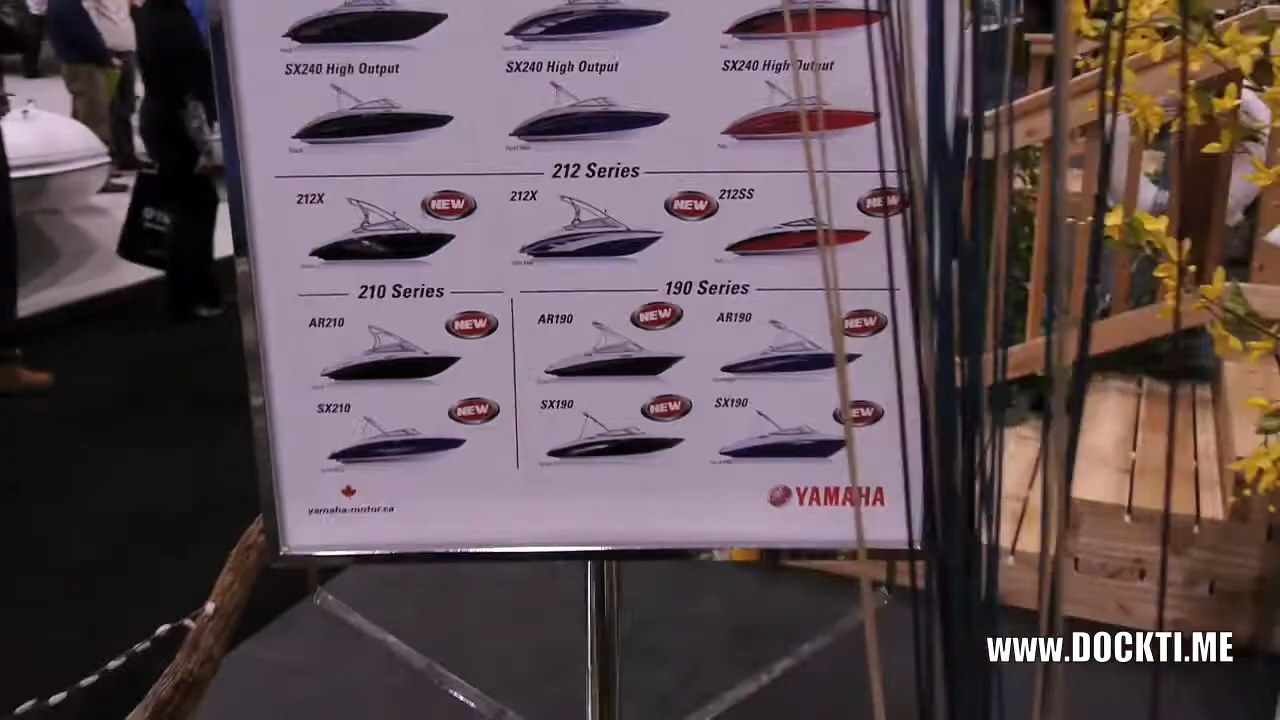 SX240 High Output SX240 High Output SX240 High Output
212 Series
212X NEW 212X NEW 212SS NEW
210 Series 190 Series
AR210 NEW AR190 NEW AR190 NEW
SX210 NEW SX190 NEW SX190 NEW
yamaha-motor.ca YAMAHA
www.DOCKTI.ME